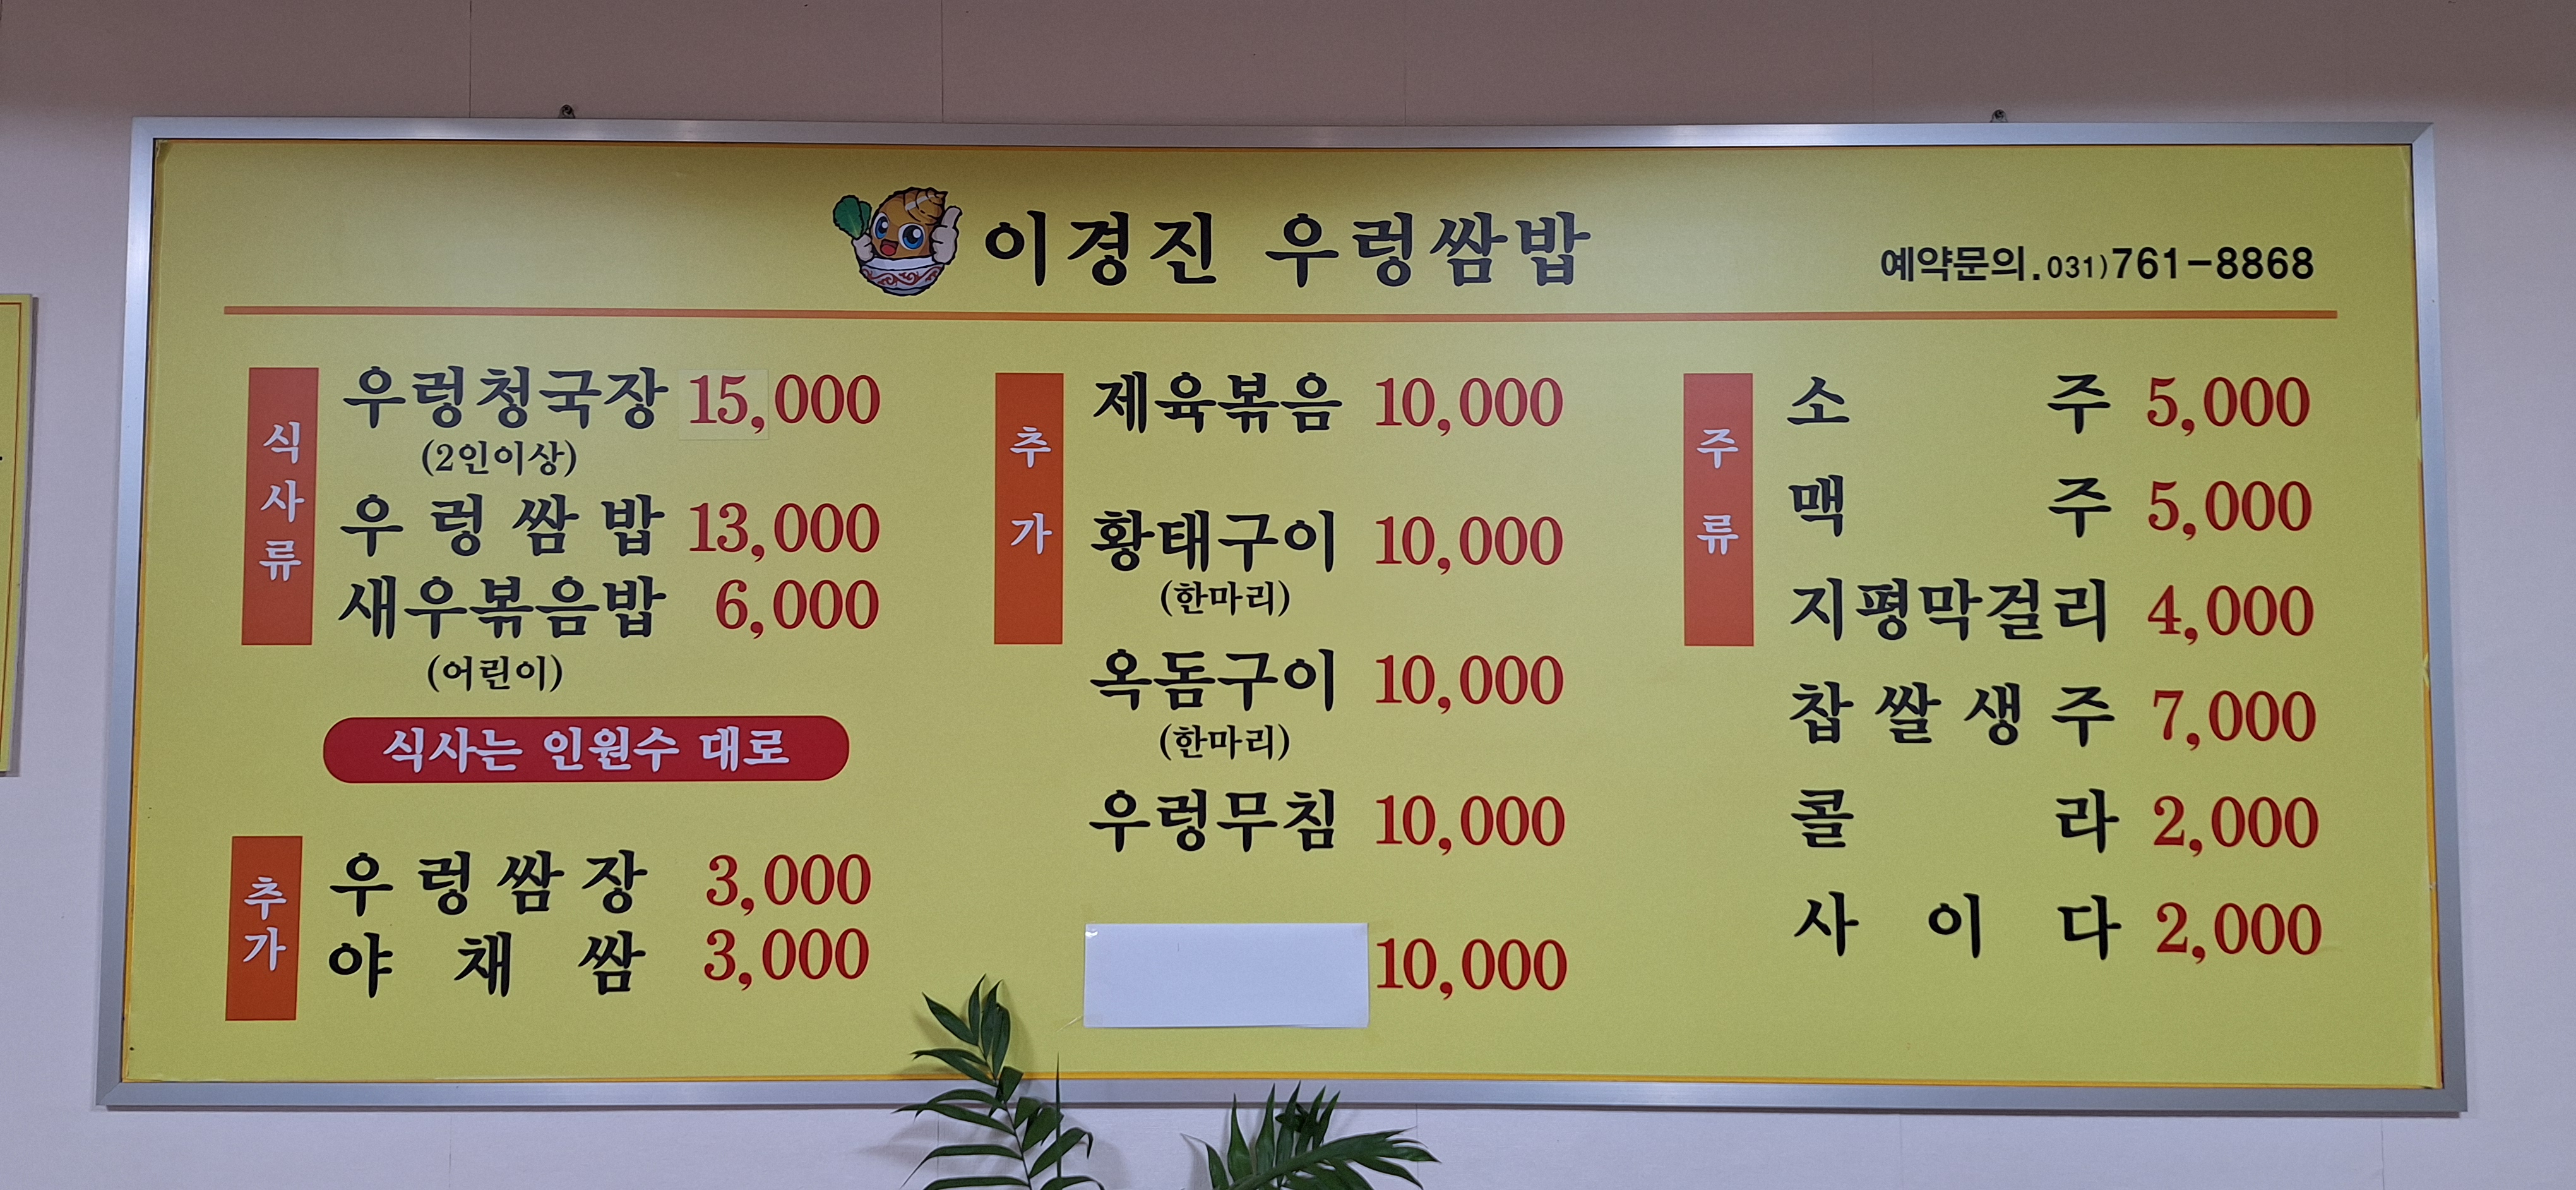 이경진 우렁쌈밥
예약문의.031)761-8868
식사류
우렁청국장 15,000
(2인이상)
우렁쌈밥 13,000
새우볶음밥 6,000
(어린이)
식사는 인원수 대로
추가
우렁쌈장 3,000
야채쌈 3,000
추가
제육볶음 10,000
황태구이 10,000
(한마리)
옥돔구이 10,000
(한마리)
우렁무침 10,000
10,000
주류
소주 5,000
맥주 5,000
지평막걸리 4,000
찹쌀생주 7,000
콜라 2,000
사이다 2,000